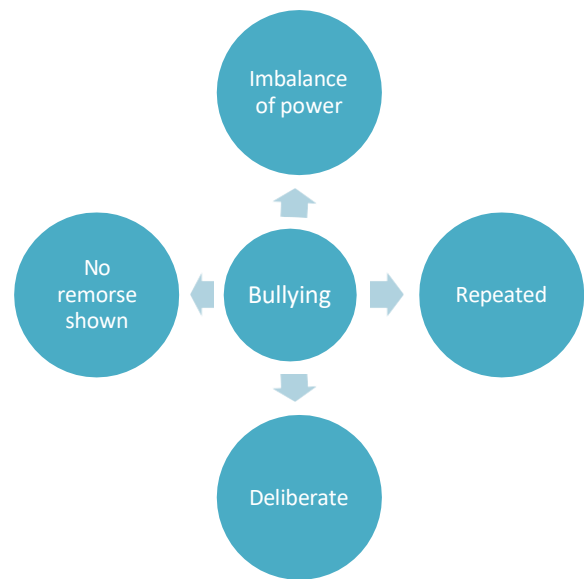 Imbalance
of power
No
remorse
shown
Bullying
Repeated
Deliberate